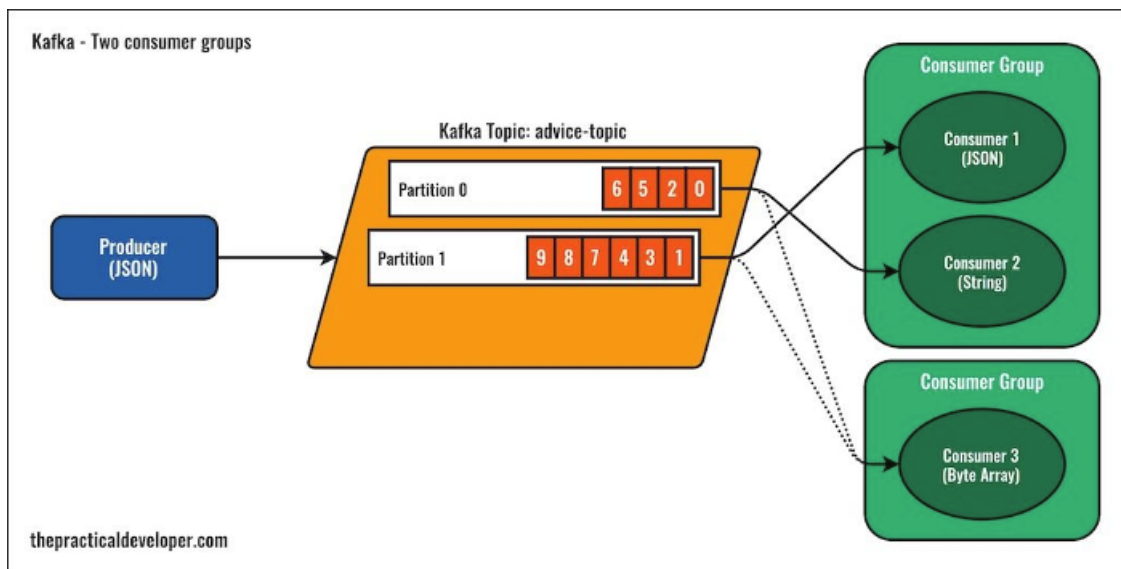 Kafka - Two consumer groups
Kafka Topic: advice-topic
Partition 0
6 5 2 0
Partition 1
9 8 7 4 3 1
Producer
(JSON)
Consumer Group
Consumer 1
(JSON)
Consumer 2
(String)
Consumer Group
Consumer 3
(Byte Array)
thepracticaldeveloper.com